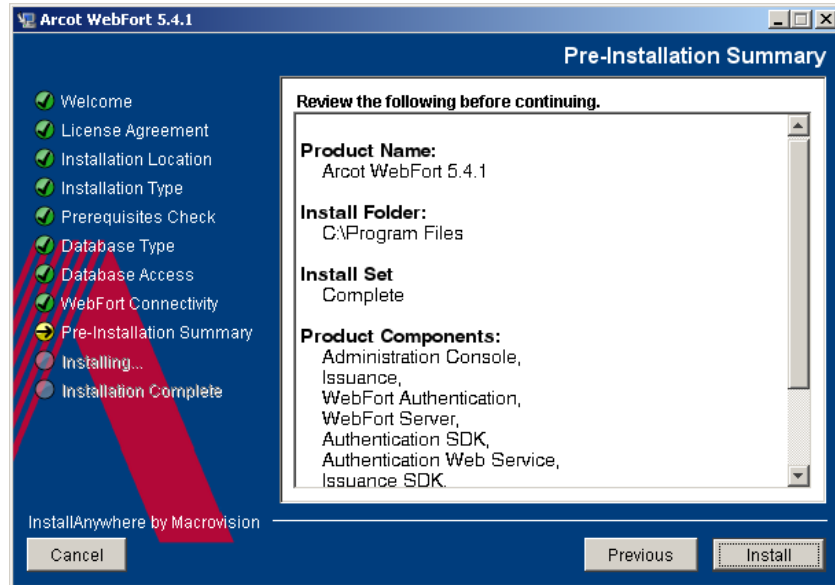 Arcot WebFort 5.4.1
Pre-Installation Summary
Welcome
License Agreement
Installation Location
Installation Type
Prerequisites Check
Database Type
Database Access
WebFort Connectivity
Pre-Installation Summary
Installing...
Installation Complete
Review the following before continuing.
Product Name:
Arcot WebFort 5.4.1
Install Folder:
C:\Program Files
Install Set
Complete
Product Components:
Administration Console,
Issuance,
WebFort Authentication,
WebFort Server,
Authentication SDK,
Authentication Web Service,
Issuance SDK,
InstallAnywhere by Macrovision
Cancel
Previous
Install